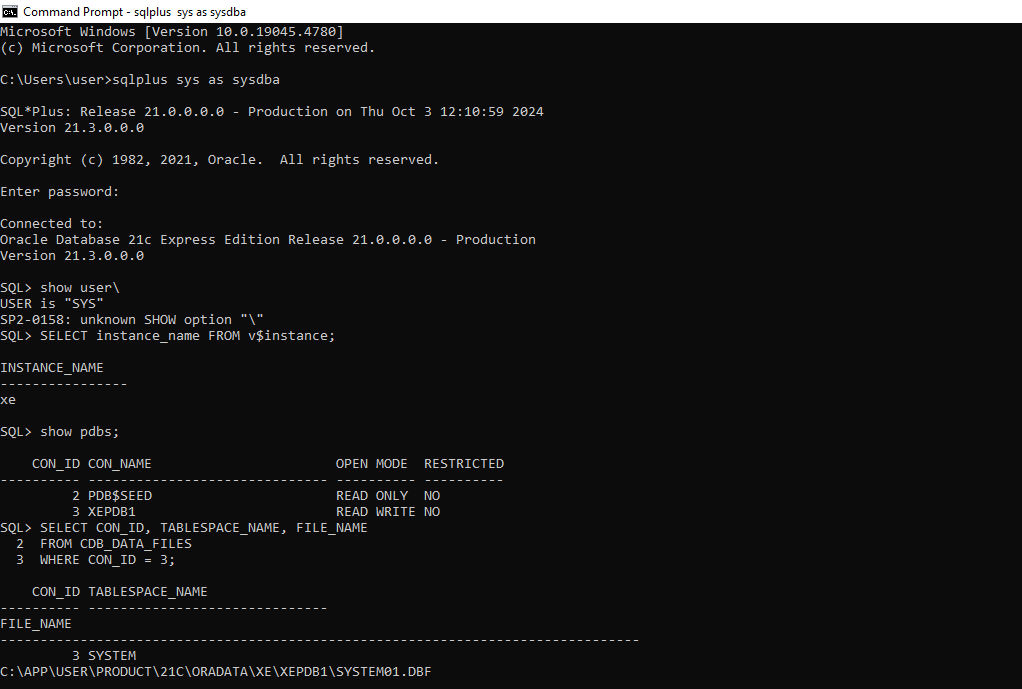 Command Prompt - sqlplus  sys as sysdba
Microsoft Windows [Version 10.0.19045.4780]
(c) Microsoft Corporation. All rights reserved.
C:\Users\user>sqlplus sys as sysdba
SQL*Plus: Release 21.0.0.0.0 - Production on Thu Oct 3 12:10:59 2024
Version 21.3.0.0.0
Copyright (c) 1982, 2021, Oracle.  All rights reserved.
Enter password:
Connected to:
Oracle Database 21c Express Edition Release 21.0.0.0.0 - Production
Version 21.3.0.0.0
SQL> show user\
USER is "SYS"
SP2-0158: unknown SHOW option "\"
SQL> SELECT instance_name FROM v$instance;
INSTANCE_NAME
----------------
xe
SQL> show pdbs;
    CON_ID CON_NAME                       OPEN MODE  RESTRICTED
---------- ------------------------------ ---------- ----------
         2 PDB$SEED                       READ ONLY  NO
         3 XEPDB1                         READ WRITE NO
SQL> SELECT CON_ID, TABLESPACE_NAME, FILE_NAME
  2  FROM CDB_DATA_FILES
  3  WHERE CON_ID = 3;
    CON_ID TABLESPACE_NAME
---------- ------------------------------
FILE_NAME
--------------------------------------------------------------------------------
         3 SYSTEM
C:\APP\USER\PRODUCT\21C\ORADATA\XE\XEPDB1\SYSTEM01.DBF